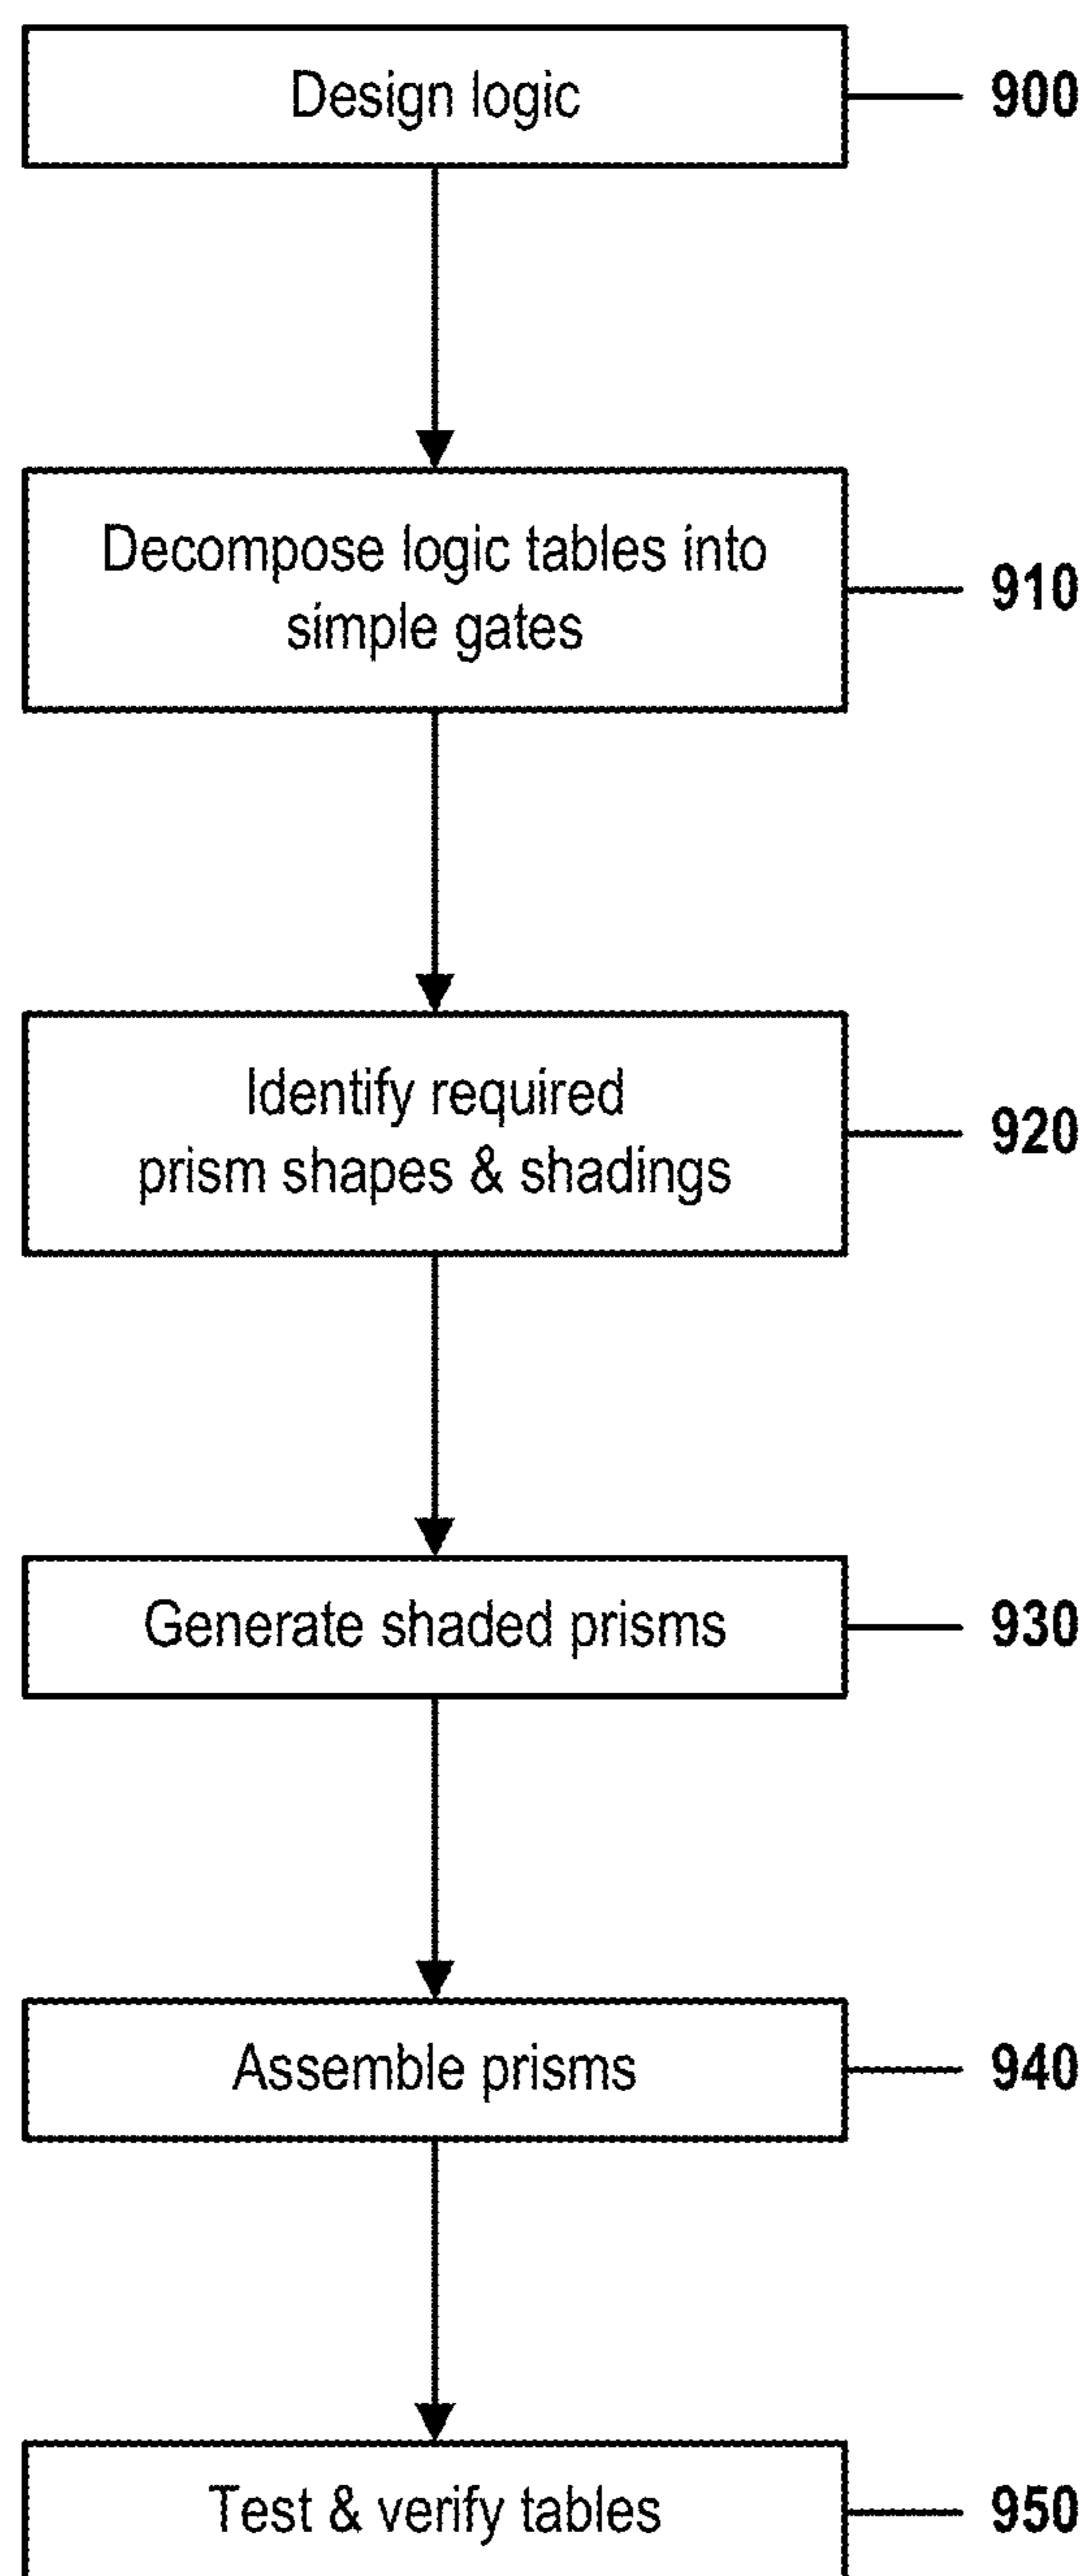 Design logic
900
Decompose logic tables into
simple gates
910
Identify required
prism shapes & shadings
920
Generate shaded prisms
930
Assemble prisms
940
Test & verify tables
950